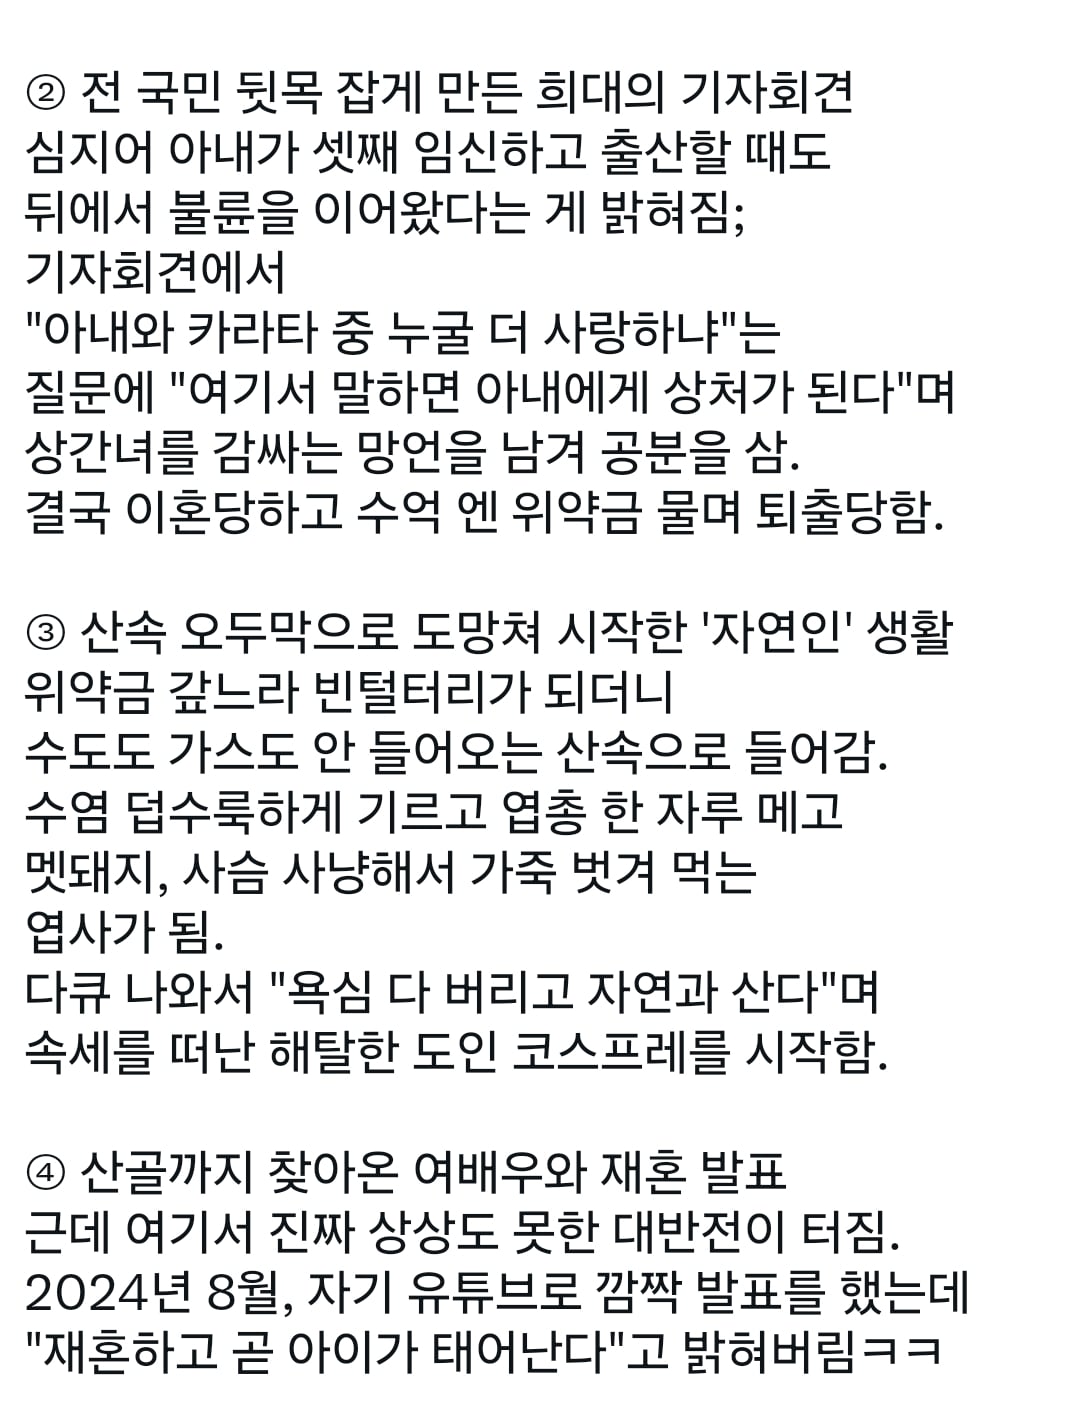 ② 전 국민 뒷목 잡게 만든 희대의 기자회견
심지어 아내가 셋째 임신하고 출산할 때도
뒤에서 불륜을 이어왔다는 게 밝혀짐;
기자회견에서
"아내와 카라타 중 누굴 더 사랑하냐"는
질문에 "여기서 말하면 아내에게 상처가 된다"며
상간녀를 감싸는 망언을 남겨 공분을 삼.
결국 이혼당하고 수억 엔 위약금 물며 퇴출당함.

③ 산속 오두막으로 도망쳐 시작한 '자연인' 생활
위약금 갚느라 빈털터리가 되더니
수도도 가스도 안 들어오는 산속으로 들어감.
수염 덥수룩하게 기르고 엽총 한 자루 메고
멧돼지, 사슴 사냥해서 가죽 벗겨 먹는
엽사가 됨.
다큐 나와서 "욕심 다 버리고 자연과 산다"며
속세를 떠난 해탈한 도인 코스프레를 시작함.

④ 산골까지 찾아온 여배우와 재혼 발표
근데 여기서 진짜 상상도 못한 대반전이 터짐.
2024년 8월, 자기 유튜브로 깜짝 발표를 했는데
"재혼하고 곧 아이가 태어난다"고 밝혀버림ㅋㅋ